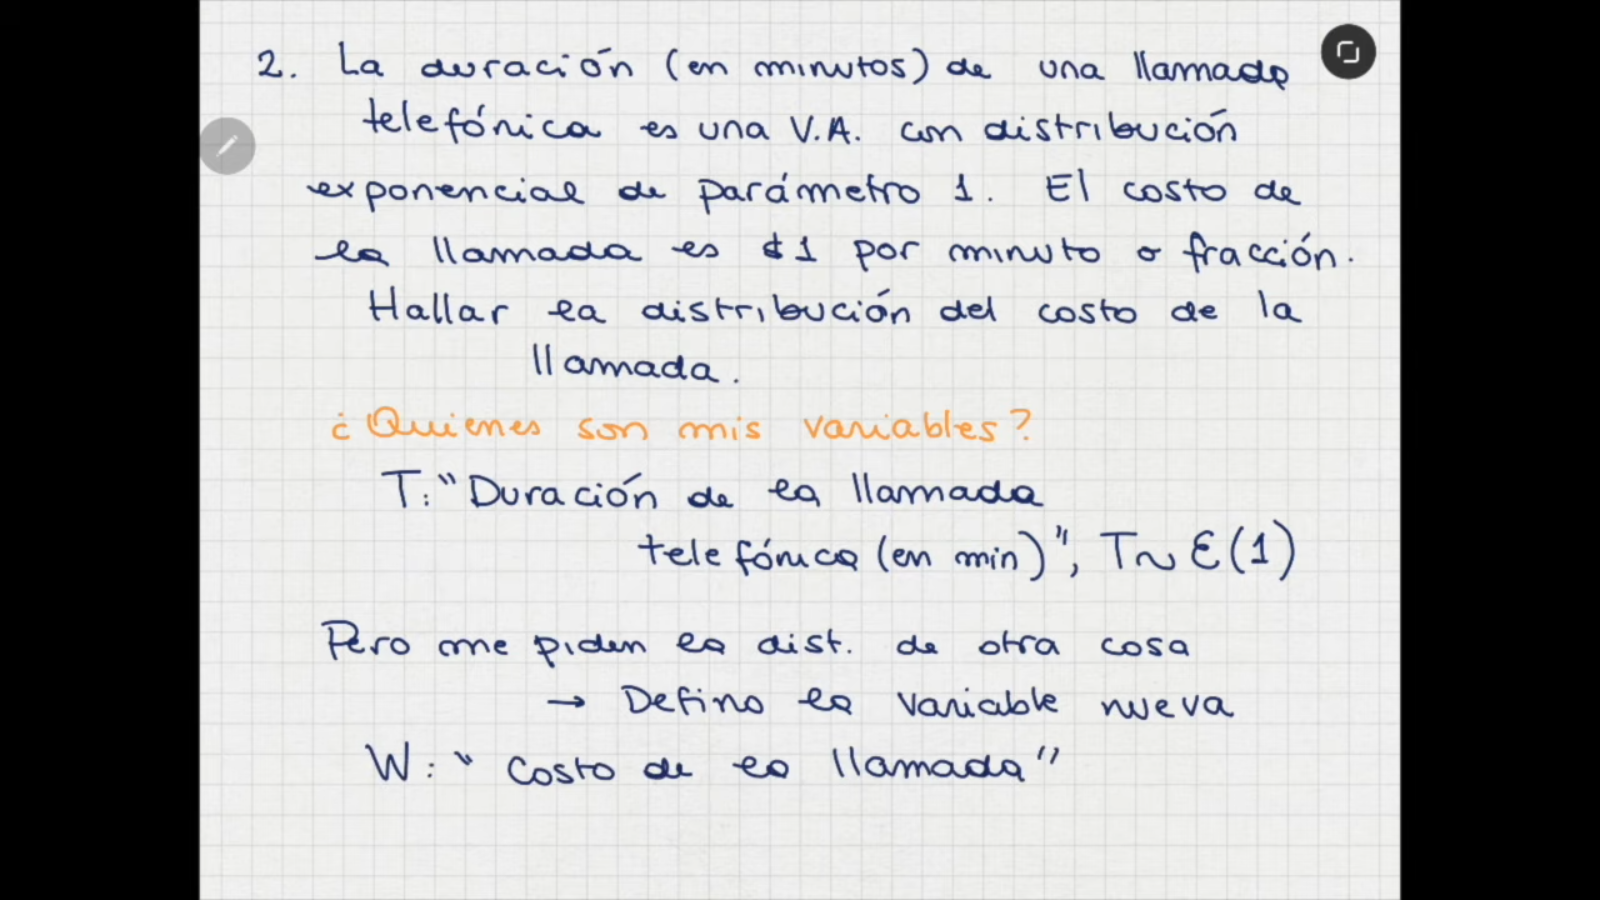 2. La duración (en minutos) de una llamada
telefónica es una V.A. con distribución
exponencial de parámetro 1. El costo de
la llamada es $1 por minuto o fracción.
Hallar la distribución del costo de la
llamada.
¿Quienes son mis variables?
T: "Duración de la llamada
telefónica (en min)", T~ε(1)
Pero me piden la dist. de otra cosa
→ Defino la variable nueva
W: "Costo de la llamada"